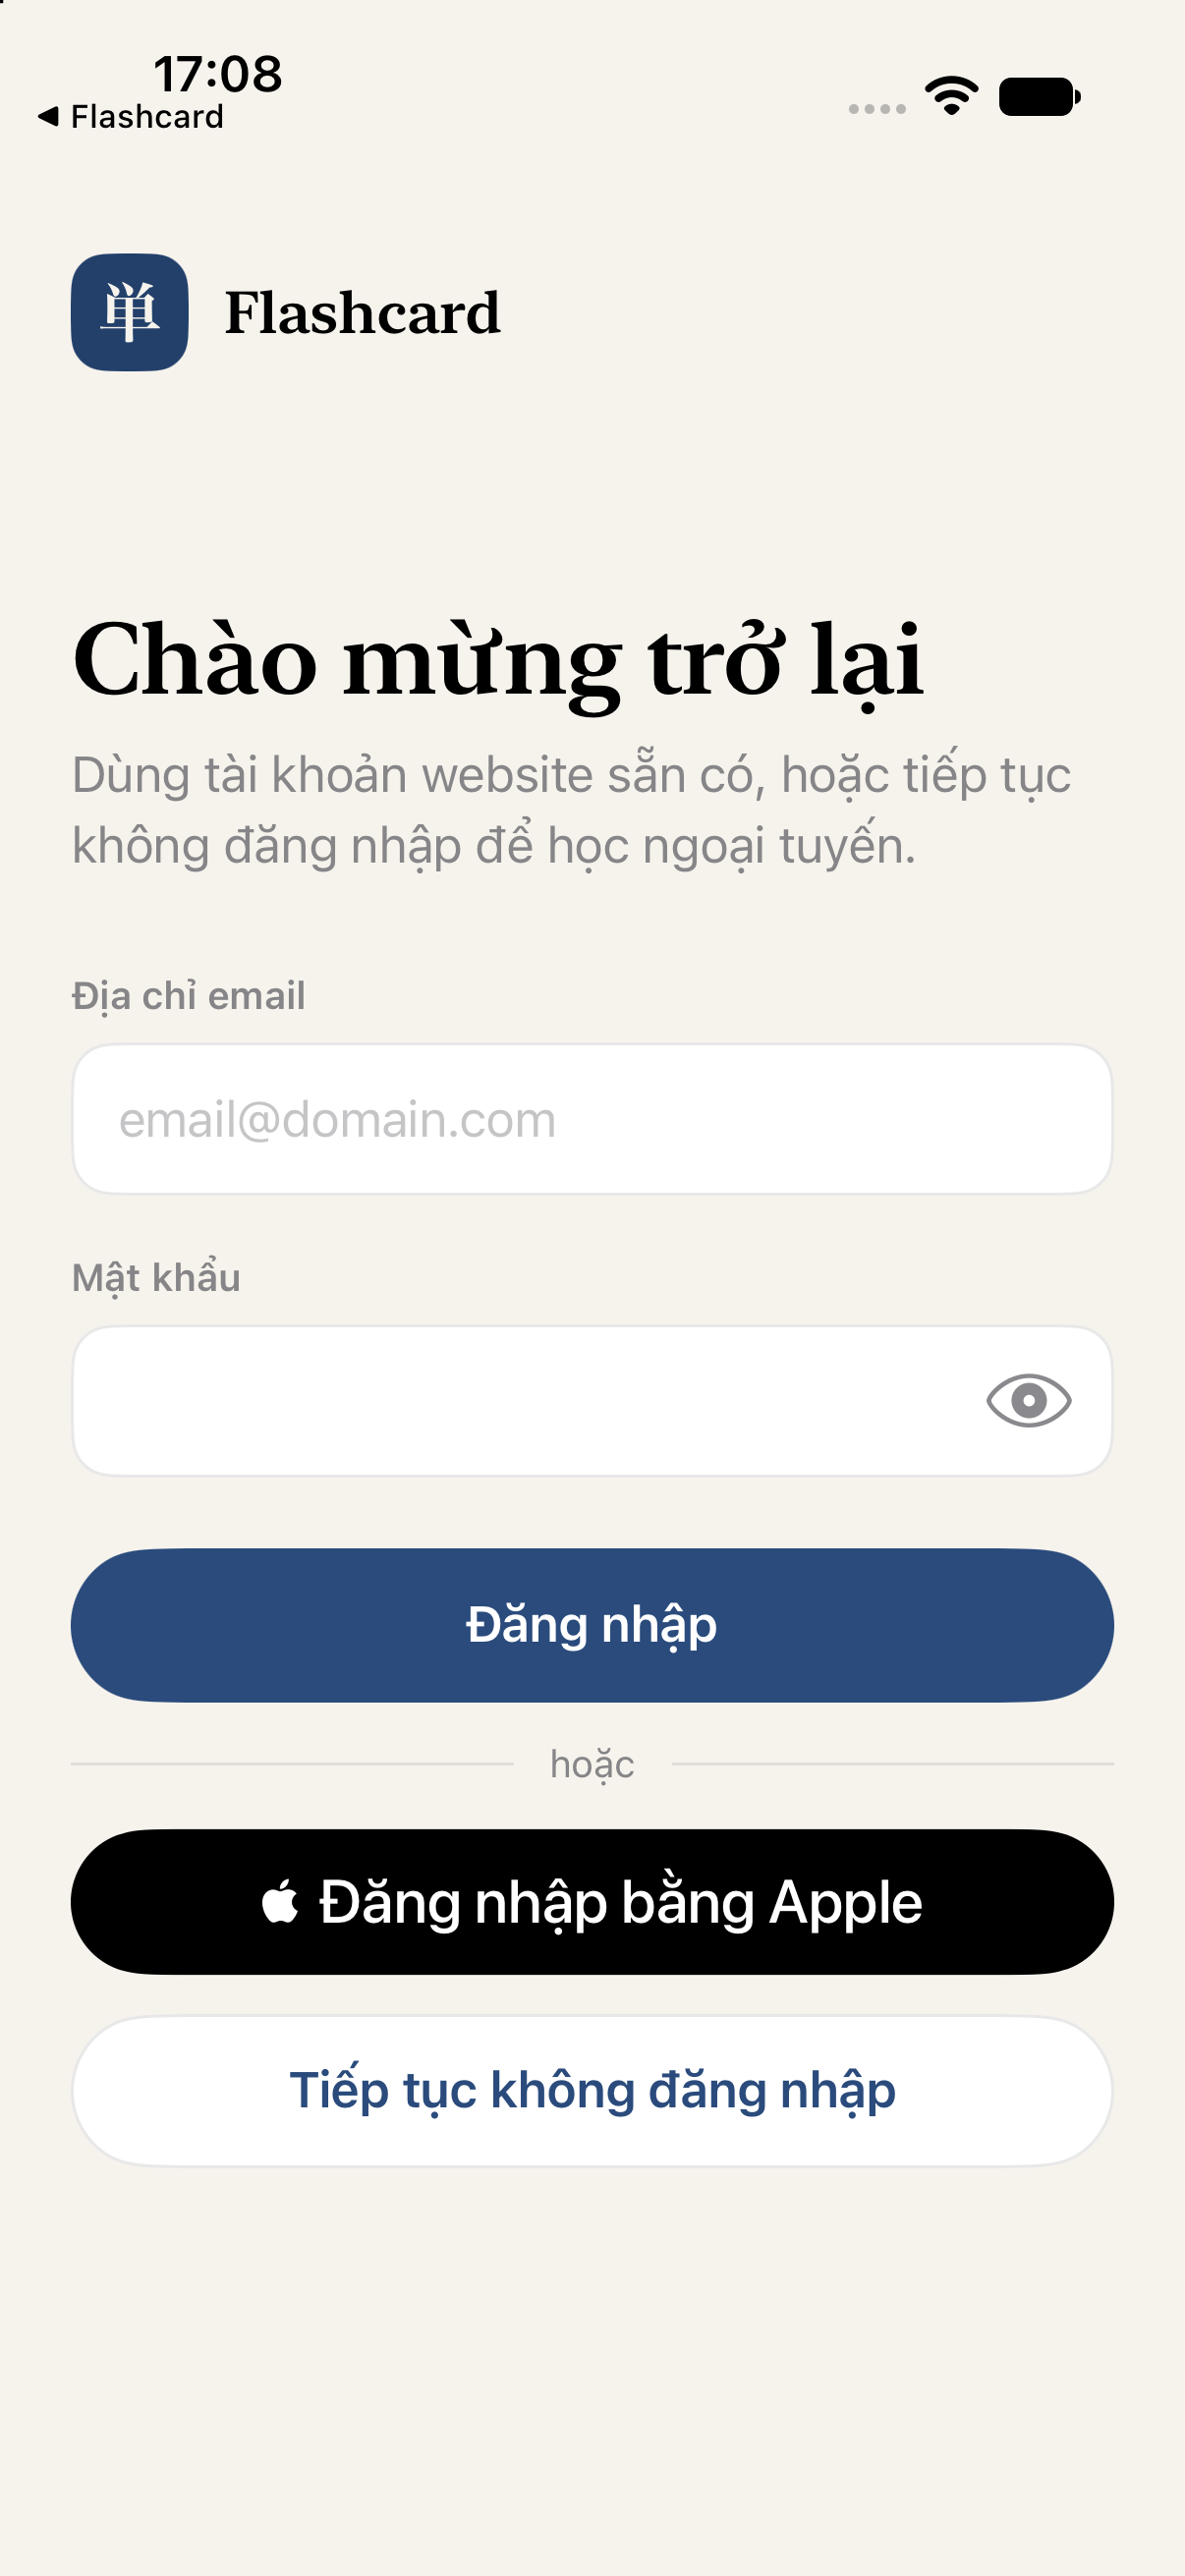 17:08
Flashcard
単
Flashcard
Chào mừng trở lại
Dùng tài khoản website sẵn có, hoặc tiếp tục
không đăng nhập để học ngoại tuyến.
Địa chỉ email
email@domain.com
Mật khẩu
Đăng nhập
hoặc
Đăng nhập bằng Apple
Tiếp tục không đăng nhập